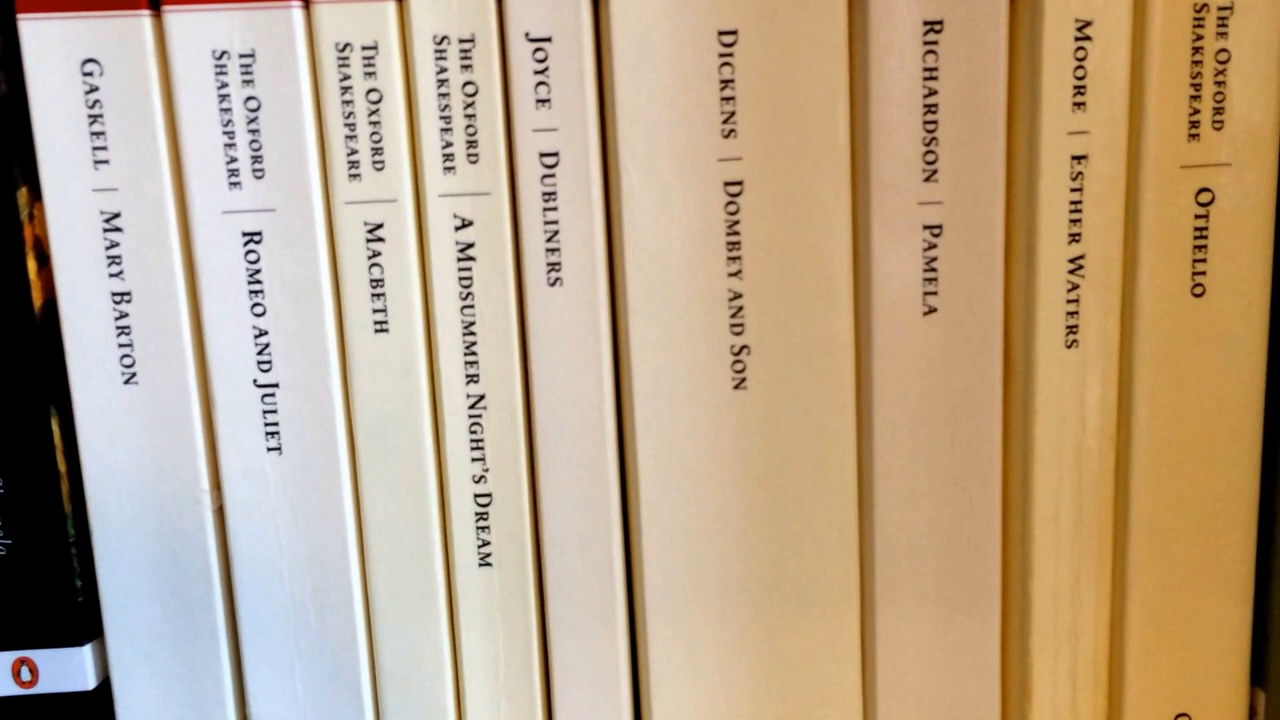 GASKELL | MARY BARTON
THE OXFORD
SHAKESPEARE | ROMEO AND JULIET
THE OXFORD
SHAKESPEARE | MACBETH
THE OXFORD
SHAKESPEARE | A MIDSUMMER NIGHT'S DREAM
JOYCE | DUBLINERS
DICKENS | DOMBEY AND SON
RICHARDSON | PAMELA
MOORE | ESTHER WATERS
THE OXFORD
SHAKESPEARE | OTHELLO